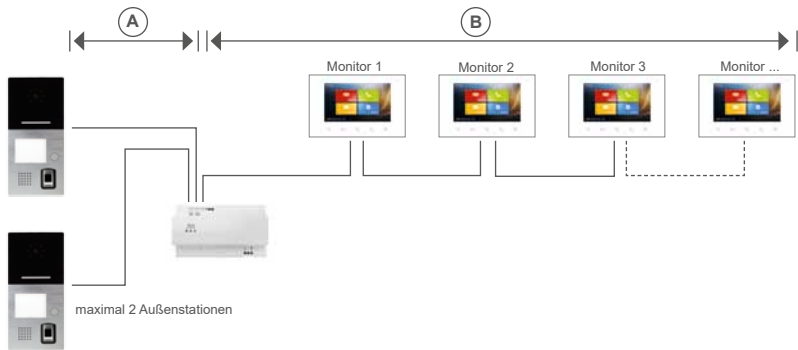 A
B
Monitor 1
Monitor 2
Monitor 3
Monitor ...
maximal 2 Außenstationen